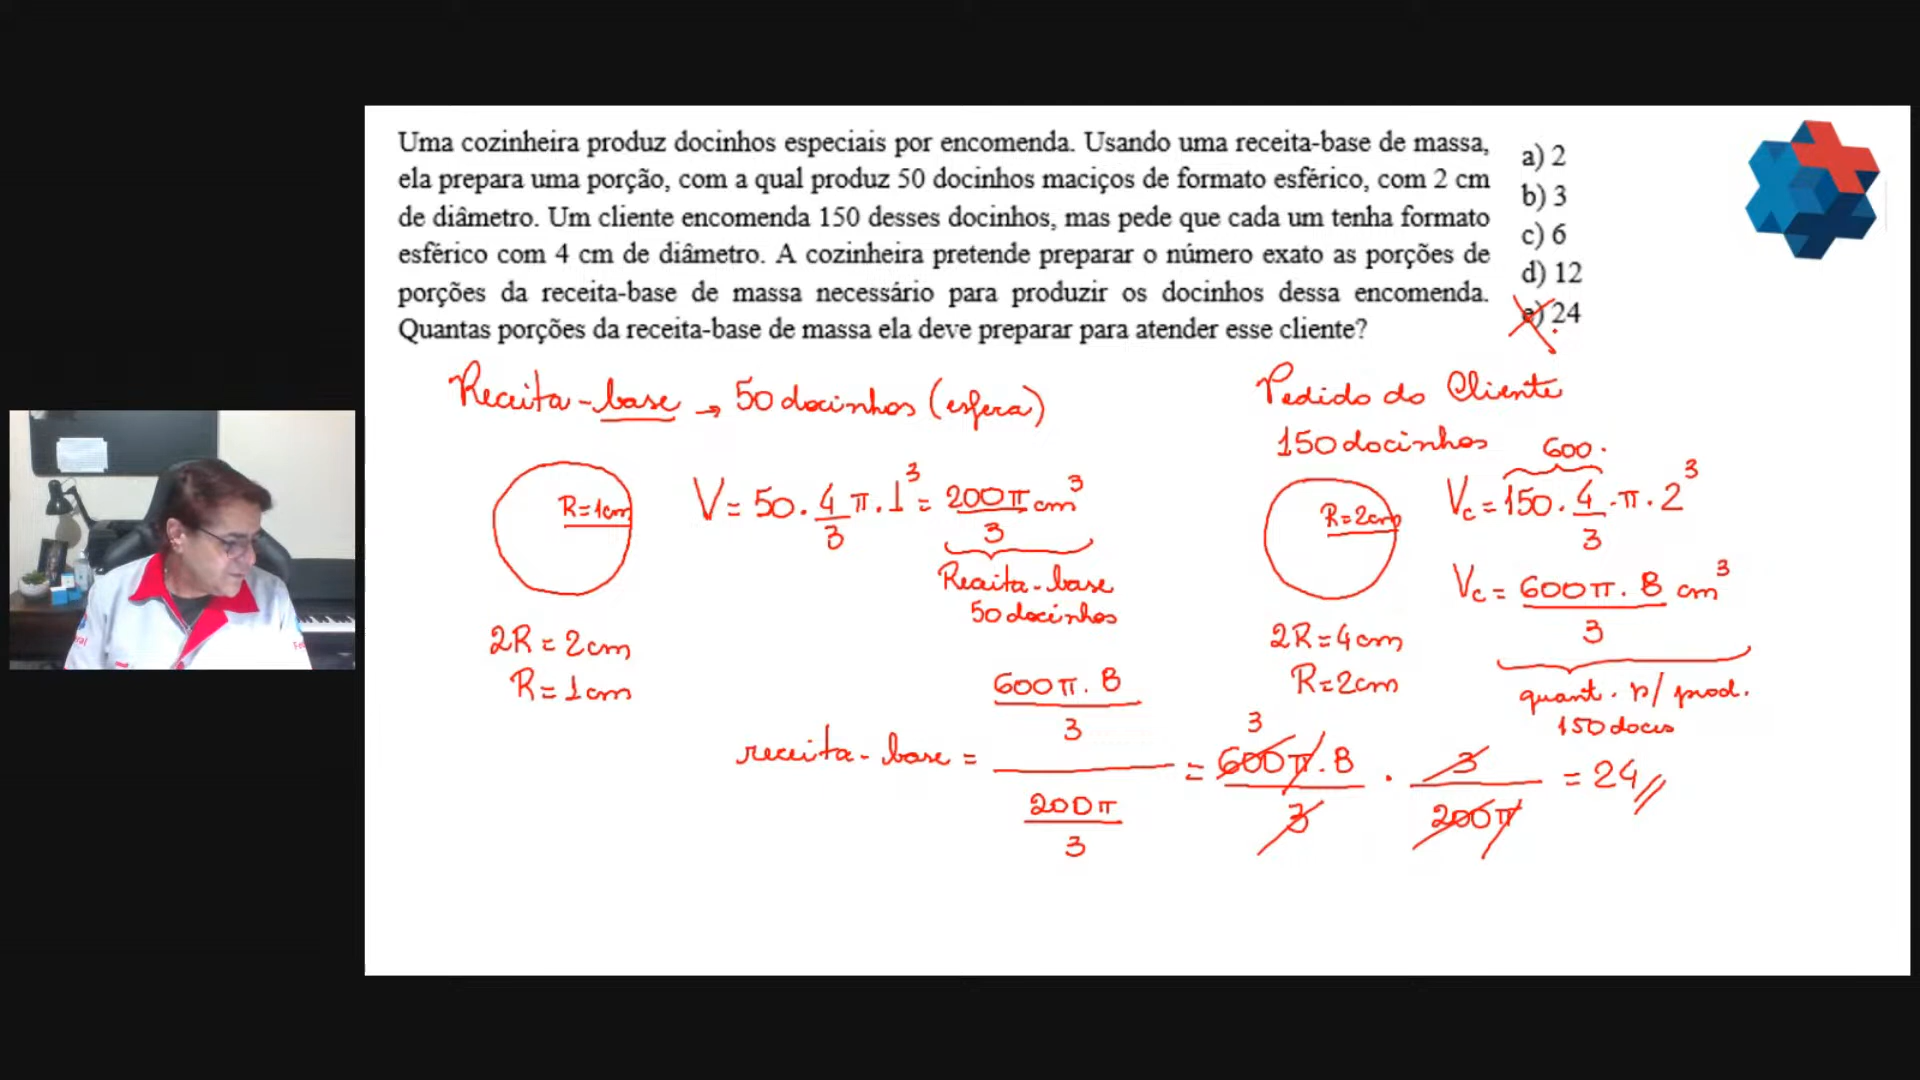 Uma cozinheira produz docinhos especiais por encomenda. Usando uma receita-base de massa,
ela prepara uma porção, com a qual produz 50 docinhos maciços de formato esférico, com 2 cm
de diâmetro. Um cliente encomenda 150 desses docinhos, mas pede que cada um tenha formato
esférico com 4 cm de diâmetro. A cozinheira pretende preparar o número exato as porções de
porções da receita-base de massa necessário para produzir os docinhos dessa encomenda.
Quantas porções da receita-base de massa ela deve preparar para atender esse cliente?
a) 2
b) 3
c) 6
d) 12
e) 24
Receita-base → 50 docinhos (esfera)
R=1cm
V = 50 . 4/3 π . 1³ = 200π/3 cm³
Receita-base
50 docinhos
2R = 2cm
R = 1cm
Pedido do Cliente
150 docinhos
600.
R=2cm
Vc = 150 . 4/3 . π . 2³
Vc = 600π . 8/3 cm³
2R = 4cm
R = 2cm
quant. p/ prod.
150 doces
receita-base = 600π . 8/3 / 200π/3 = 600π . 8/3 . 3/200π = 24//
3